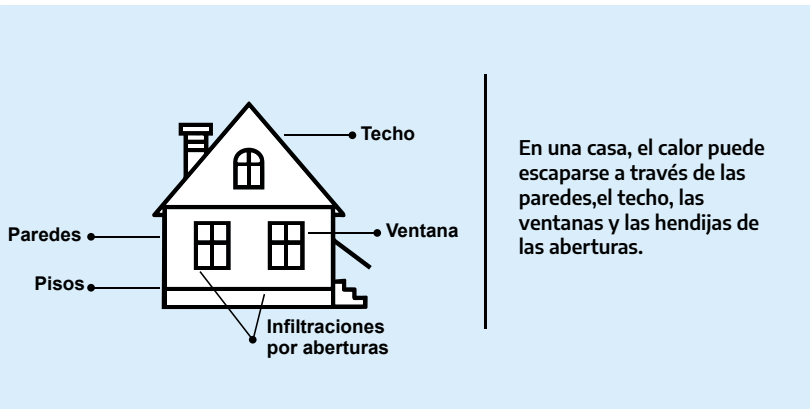 Techo
Paredes
Ventana
Pisos
Infiltraciones
por aberturas
En una casa, el calor puede
escaparse a través de las
paredes,el techo, las
ventanas y las hendijas de
las aberturas.